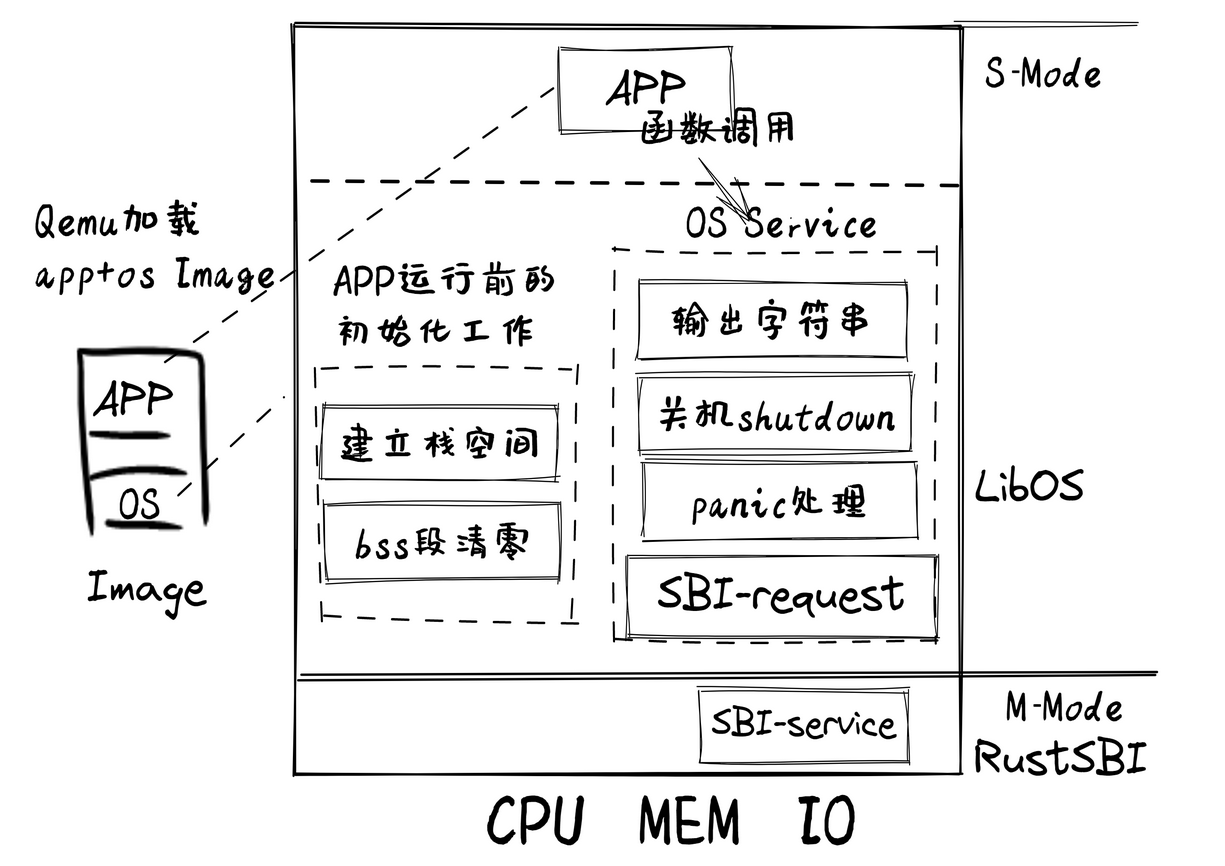 S-Mode
APP
函数调用
Qemu加载
app+os Image
OS Service
APP运行前的
初始化工作
输出字符串
APP
关机shutdown
建立栈空间
LibOS
OS
panic处理
bss段清零
Image
SBI-request
SBI-service
M-Mode
RustSBI
CPU MEM IO